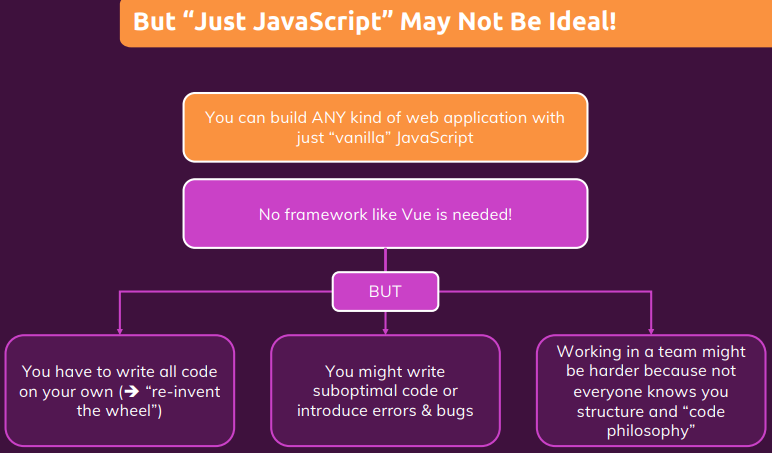 But “Just JavaScript” May Not Be Ideal!
You can build ANY kind of web application with
just “vanilla” JavaScript
No framework like Vue is needed!
BUT
You have to write all code
on your own (➔ “re-invent
the wheel”)
You might write
suboptimal code or
introduce errors & bugs
Working in a team might
be harder because not
everyone knows you
structure and “code
philosophy”